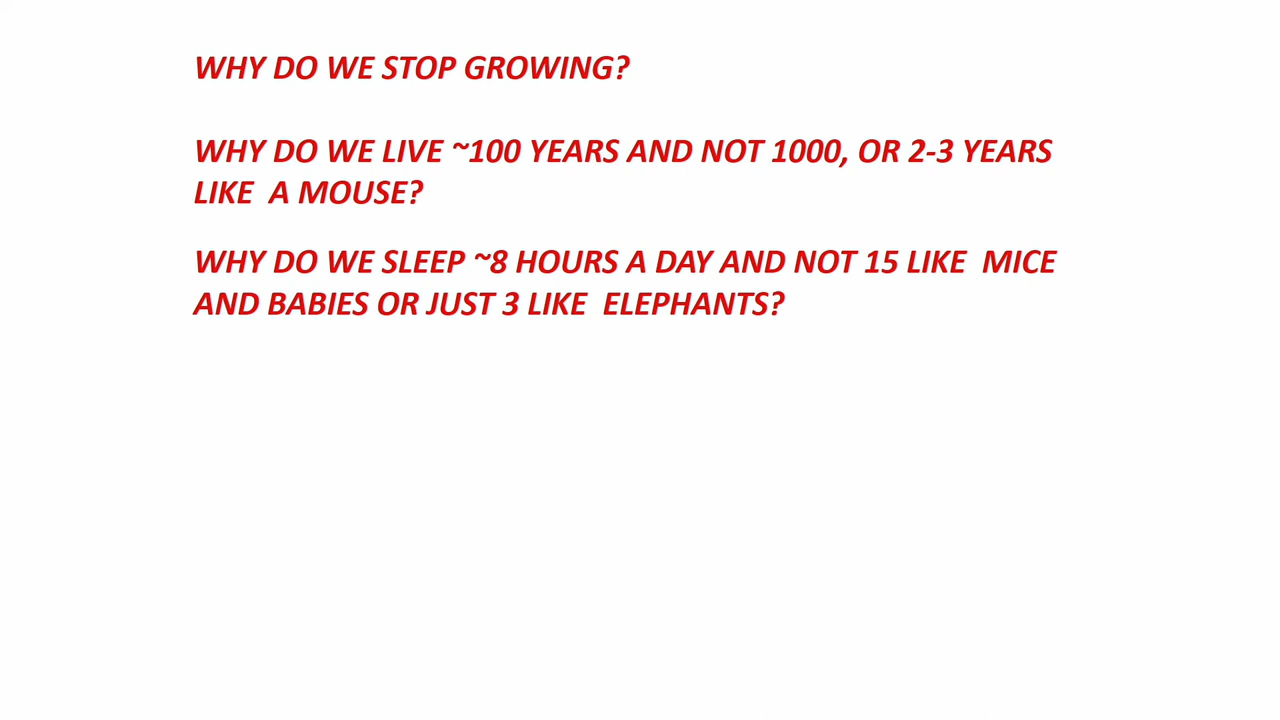 WHY DO WE STOP GROWING?
WHY DO WE LIVE ~100 YEARS AND NOT 1000, OR 2-3 YEARS
LIKE  A MOUSE?
WHY DO WE SLEEP ~8 HOURS A DAY AND NOT 15 LIKE  MICE
AND BABIES OR JUST 3 LIKE  ELEPHANTS?